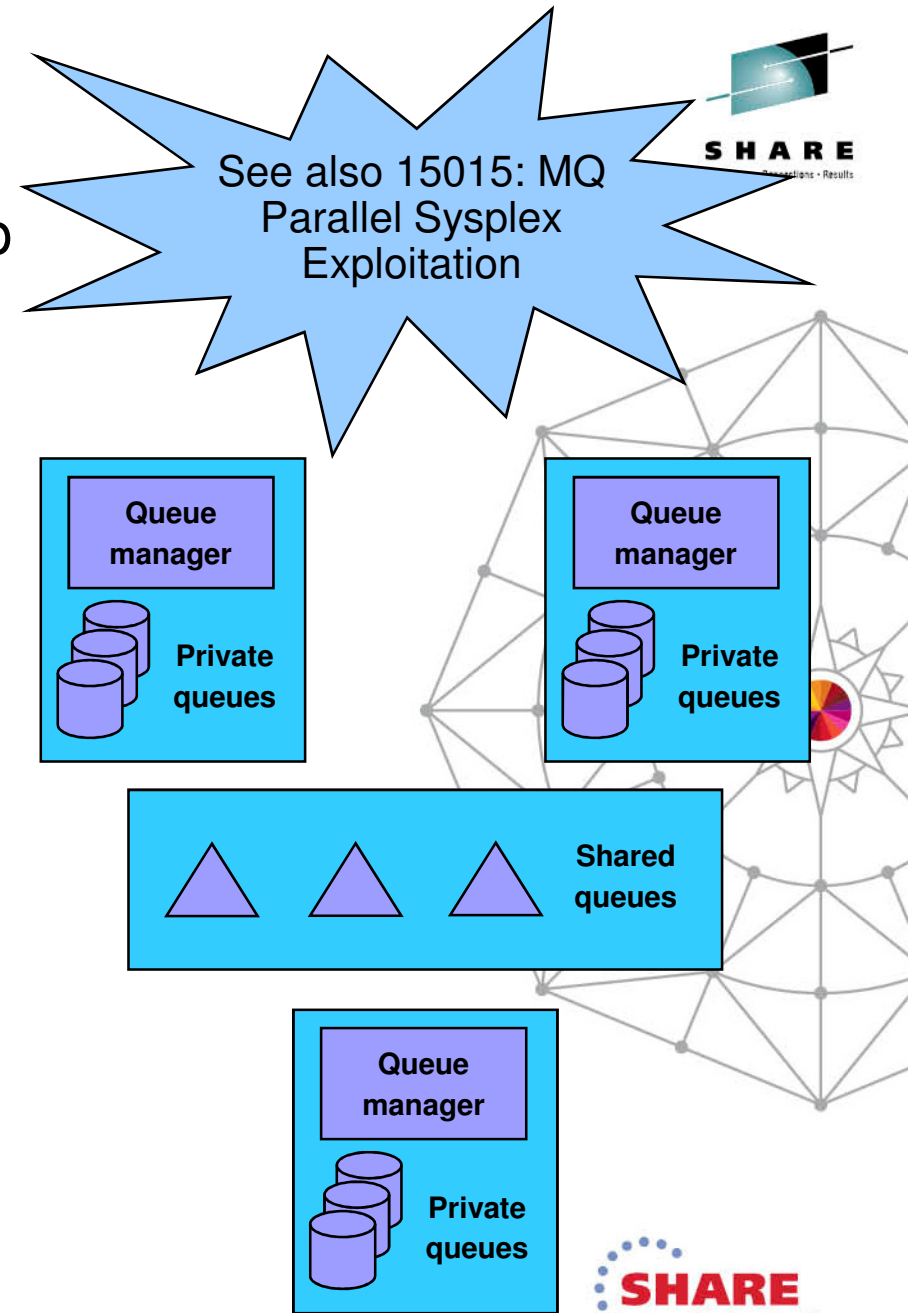 See also 15015: MQ
Parallel Sysplex
Exploitation
SHARE
Results
Queue
manager
Private
queues
Queue
manager
Private
queues
Shared
queues
Queue
manager
Private
queues
SHARE